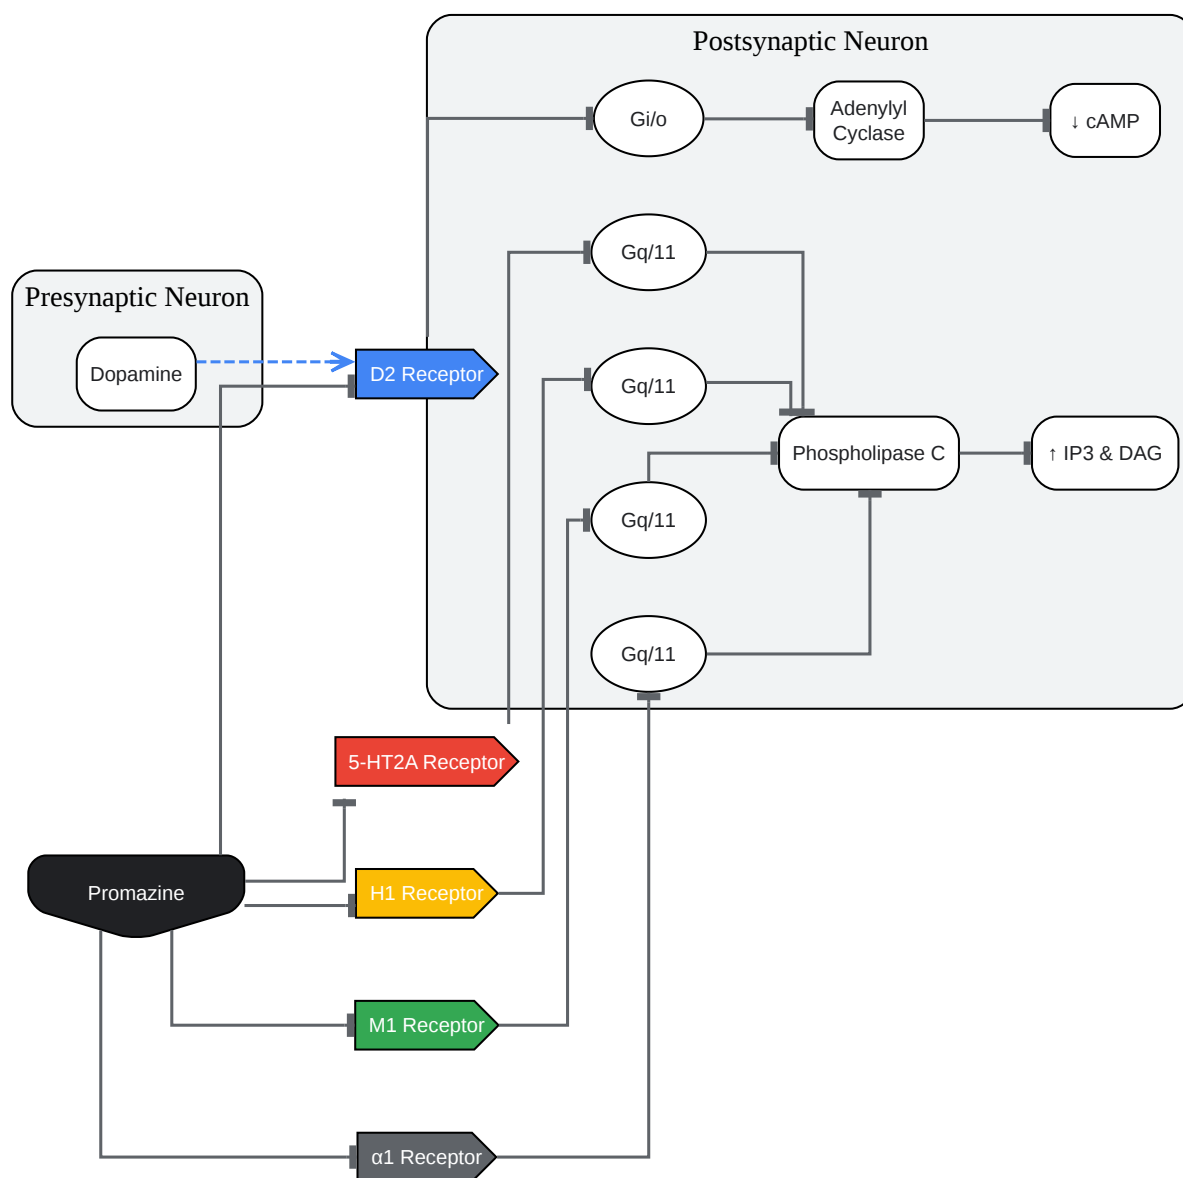 Postsynaptic Neuron
Gi/o
Adenylyl
Cyclase
↓ cAMP
Gq/11
Presynaptic Neuron
Dopamine
D2 Receptor
Gq/11
Phospholipase C
↑ IP3 & DAG
Gq/11
Gq/11
5-HT2A Receptor
Promazine
H1 Receptor
M1 Receptor
α1 Receptor